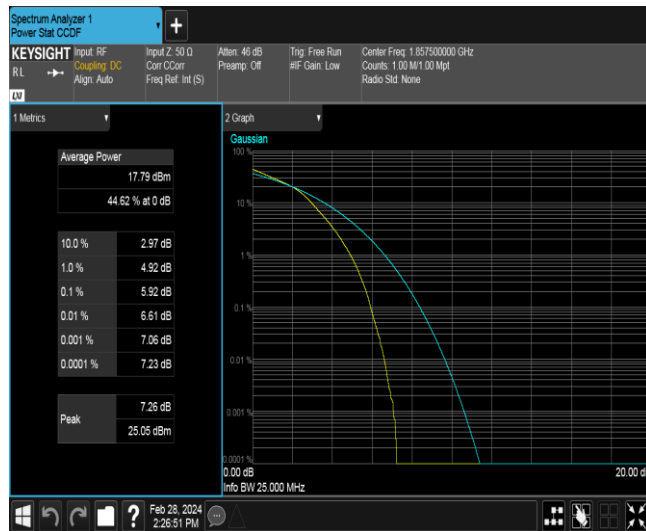 Spectrum Analyzer 1
Power Stat CCDF
+
KEYSIGHT
RL
LXI
Input: RF
Coupling: DC
Align: Auto
Input Z: 50 Ω
Corr CCorr
Freq Ref: Int (S)
Atten: 46 dB
Preamp: Off
Trig: Free Run
#IF Gain: Low
Center Freq: 1.857500000 GHz
Counts: 1.00 M/1.00 Mpt
Radio Std: None
1 Metrics
Average Power
17.79 dBm
44.62 % at 0 dB
10.0 % 2.97 dB
1.0 % 4.92 dB
0.1 % 5.92 dB
0.01 % 6.61 dB
0.001 % 7.06 dB
0.0001 % 7.23 dB
Peak
7.26 dB
25.05 dBm
2 Graph
Gaussian
100 %
10 %
1 %
0.1 %
0.01 %
0.001 %
0.0001 %
0.00 dB
20.00 d
Info BW 25.000 MHz
?
Feb 28, 2024
2:26:51 PM